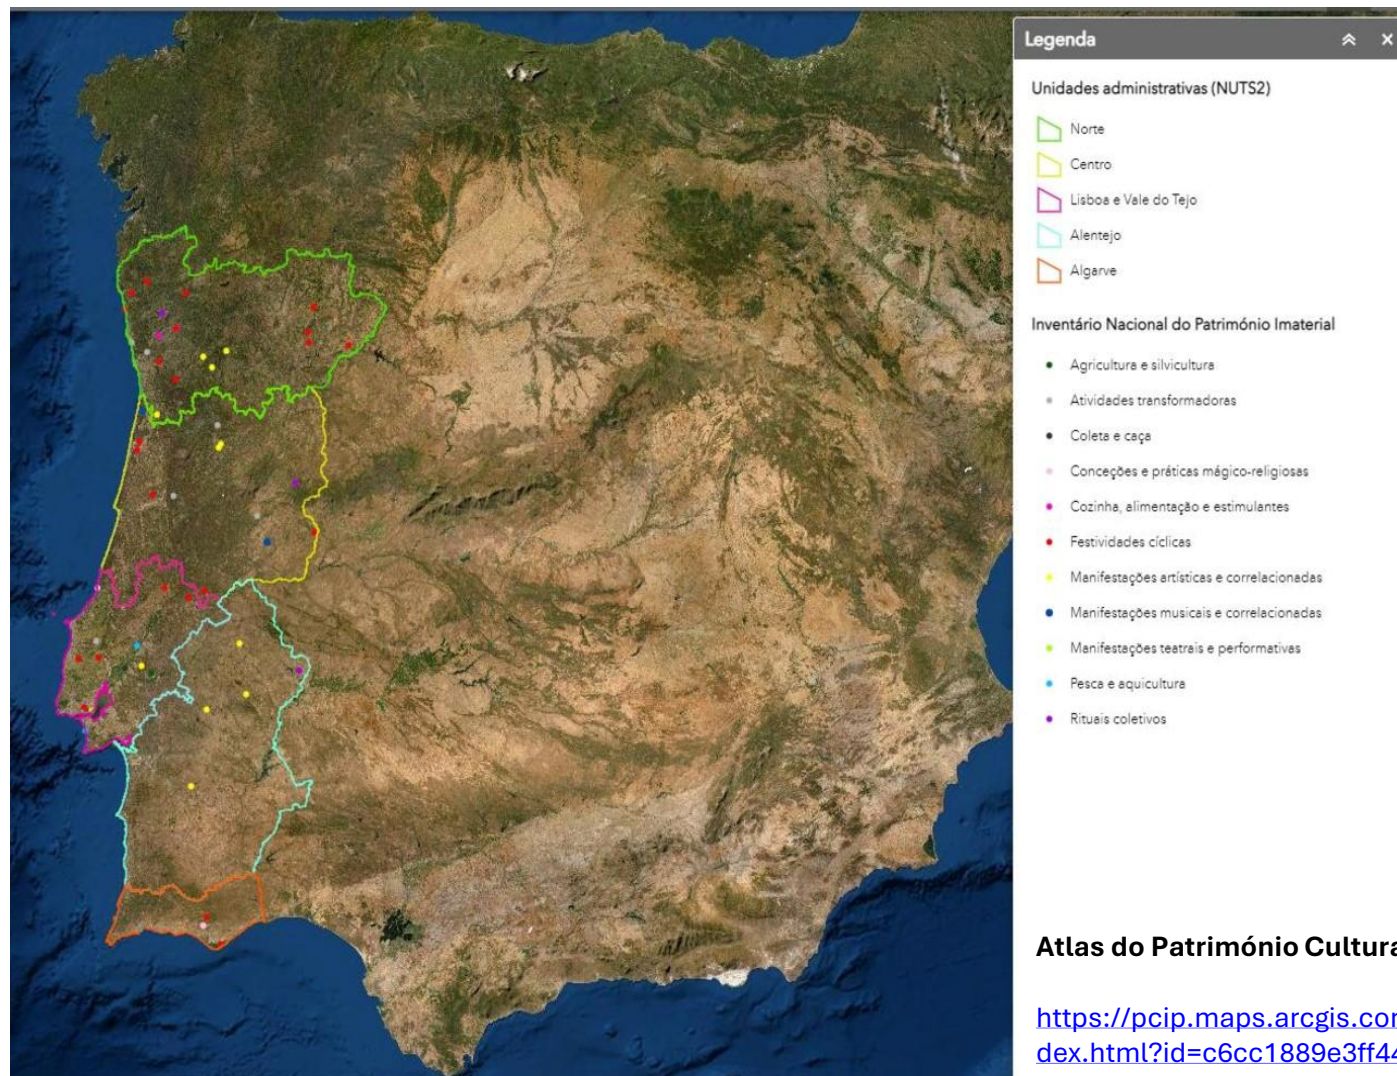 Legenda
Unidades administrativas (NUTS2)
Norte
Centro
Lisboa e Vale do Tejo
Alentejo
Algarve
Inventário Nacional do Património Imaterial
Agricultura e silvicultura
Atividades transformadoras
Coleta e caça
Conceções e práticas mágico-religiosas
Cozinha, alimentação e estimulantes
Festividades cíclicas
Manifestações artísticas e correlacionadas
Manifestações musicais e correlacionadas
Manifestações teatrais e performativas
Pesca e aquicultura
Rituais coletivos
Atlas do Património Cultura
https://pcip.maps.arcgis.com
dex.html?id=c6cc1889e3ff44